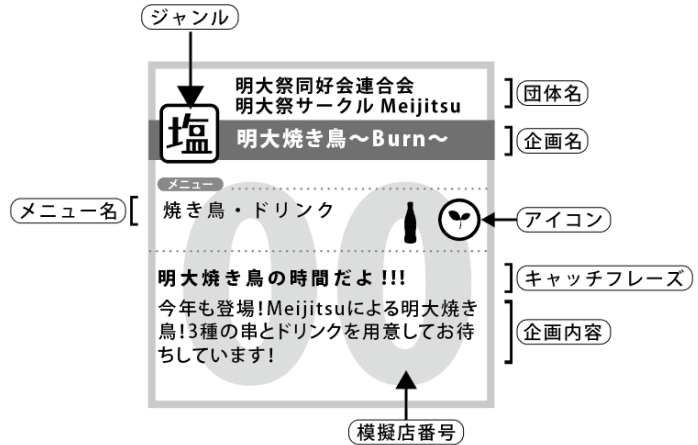 ジャンル
明大祭同好会連合会
明大祭サークル Meijitsu
団体名
塩
明大焼き鳥～Burn～
企画名
メニュー
メニュー名
焼き鳥・ドリンク
アイコン
明大焼き鳥の時間だよ!!!
キャッチフレーズ
今年も登場!Meijitsuによる明大焼き
鳥!3種の串とドリンクを用意してお待
ちしています!
企画内容
00
模擬店番号